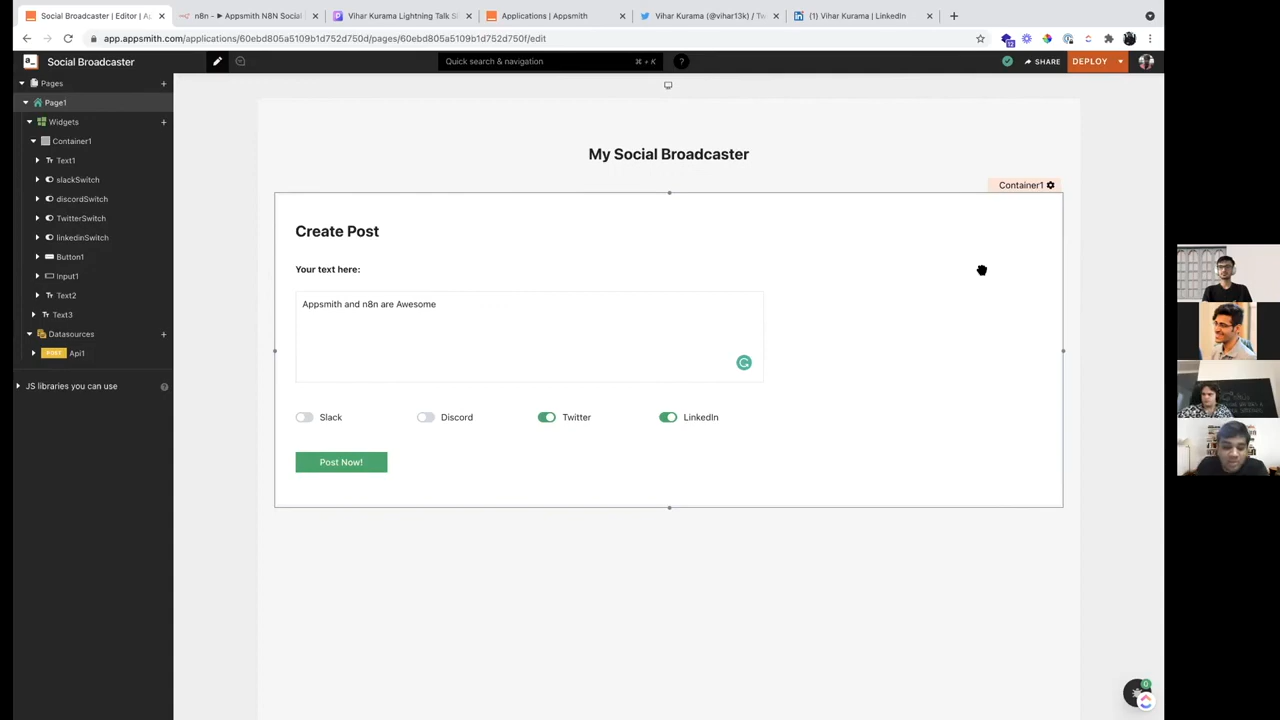 Social Broadcaster | Editor | Ap
n8n - ▶ Appsmith N8N Social
Vihar Kurama Lightning Talk Sl
Applications | Appsmith
Vihar Kurama (@vihar13k) / Tw
(1) Vihar Kurama | LinkedIn
app.appsmith.com/applications/60ebd805a5109b1d752d750d/pages/60ebd805a5109b1d752d750f/edit
12
Social Broadcaster
Quick search & navigation
⌘ + K
?
SHARE
DEPLOY
Pages
Page1
Widgets
Container1
Text1
slackSwitch
discordSwitch
TwitterSwitch
linkedinSwitch
Button1
Input1
Text2
Text3
Datasources
POST Api1
JS libraries you can use
My Social Broadcaster
Container1
Create Post
Your text here:
Appsmith and n8n are Awesome
Slack
Discord
Twitter
LinkedIn
Post Now!
0